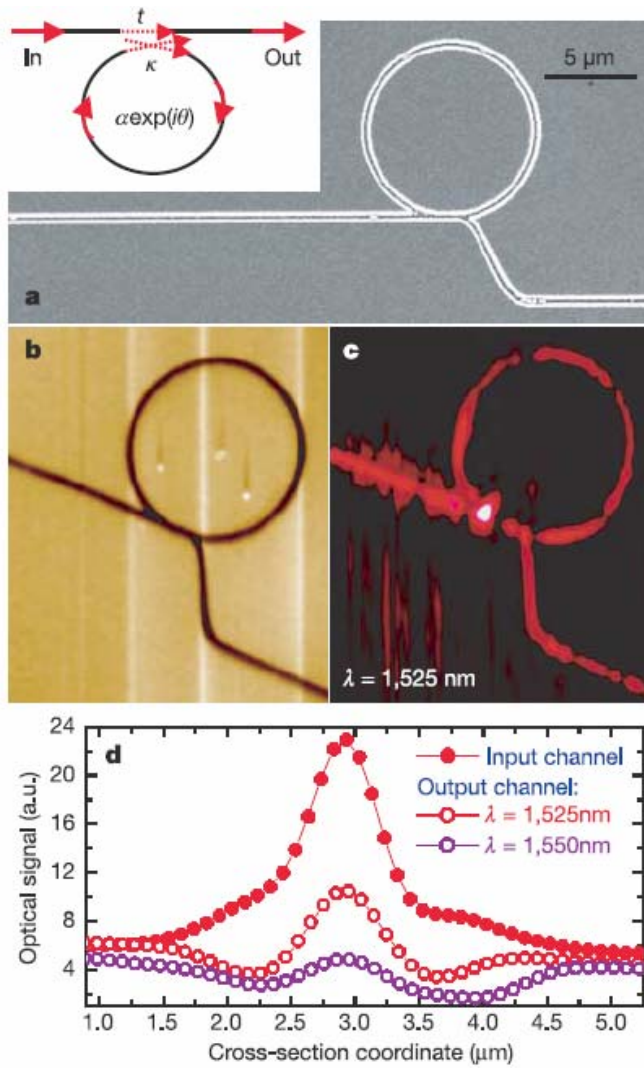 t
In
κ
Out
αexp(iθ)
5 μm
a
b
c
λ = 1,525 nm
d
24
20
16
12
8
4
Optical signal (a.u.)
Input channel
Output channel:
λ = 1,525nm
λ = 1,550nm
1.0 1.5 2.0 2.5 3.0 3.5 4.0 4.5 5.0
Cross-section coordinate (μm)